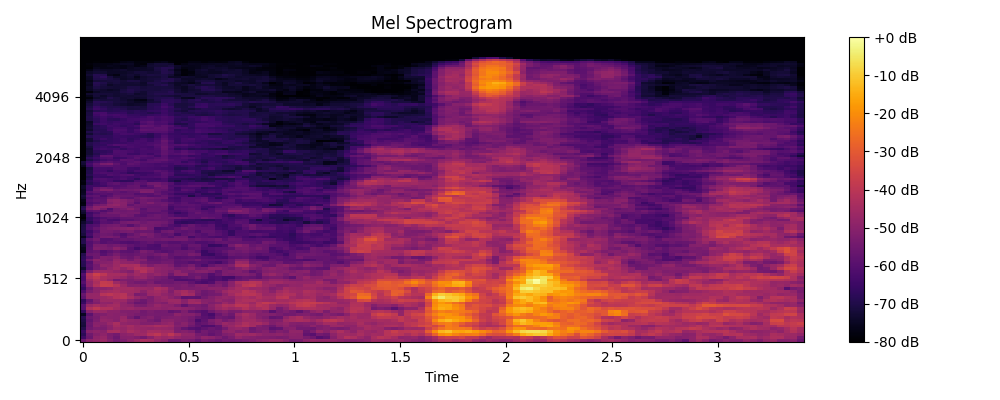 Mel Spectrogram
+0 dB
4096
-10 dB
-20 dB
2048
-30 dB
Hz
-40 dB
1024
-50 dB
512
-60 dB
-70 dB
0
-80 dB
0 0.5 1 1.5 2 2.5 3
Time